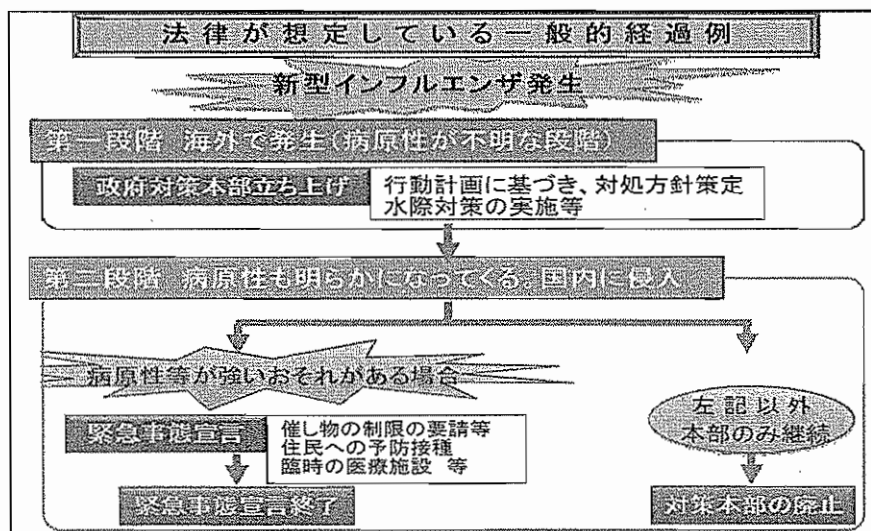 法律が想定している一般的経過例
新型インフルエンザ発生
第一段階 海外で発生(病原性が不明な段階)
政府対策本部立ち上げ
行動計画に基づき、対処方針策定
水際対策の実施等
第二段階 病原性も明らかになってくる。国内に侵入
病原性等が強いおそれがある場合
緊急事態宣言
催し物の制限の要請等
住民への予防接種
臨時の医療施設 等
緊急事態宣言終了
左記以外
本部のみ継続
対策本部の廃止